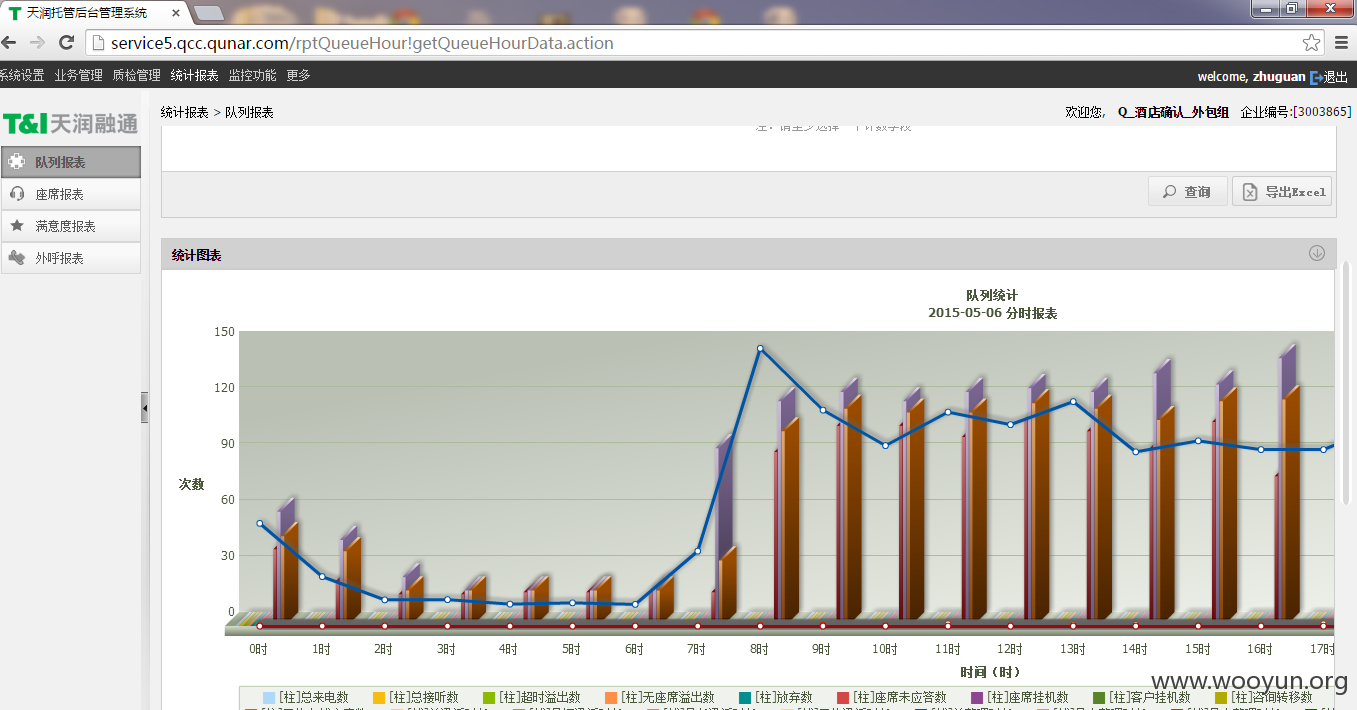 天润托管后台管理系统
service5.qcc.qunar.com/rptQueueHour!getQueueHourData.action
系统设置 业务管理 质检管理 统计报表 监控功能 更多
welcome, zhuguan 退出
T&I 天润融通
统计报表 > 队列报表
欢迎您, Q_酒店确认_外包组 企业编号:[3003865]
队列报表
座席报表
满意度报表
外呼报表
查询 导出Excel
统计图表
队列统计
2015-05-06 分时报表
150
120
90
60
30
0
次数
0时 1时 2时 3时 4时 5时 6时 7时 8时 9时 10时 11时 12时 13时 14时 15时 16时 17时
时间（时）
[柱]总来电数 [柱]总接听数 [柱]超时溢出数 [柱]无座席溢出数 [柱]放弃数 [柱]座席未应答数 [柱]座席挂机数 [柱]客户挂机数 [柱]咨询转移数
www.wooyun.org